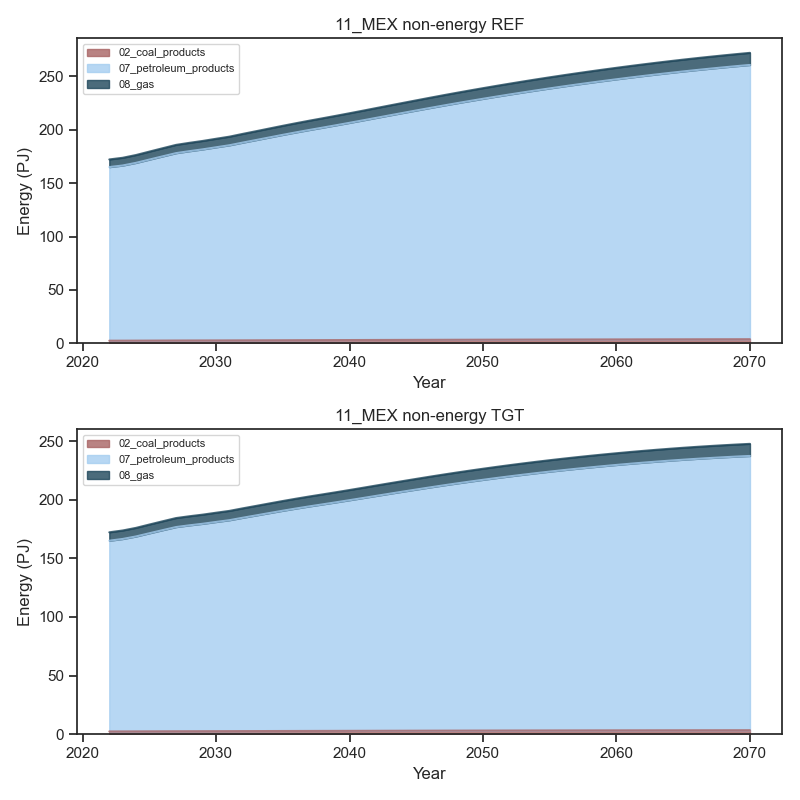 11_MEX non-energy REF
02_coal_products
07_petroleum_products
08_gas
Energy (PJ)
250
200
150
100
50
0
2020 2030 2040 2050 2060 2070
Year
11_MEX non-energy TGT
02_coal_products
07_petroleum_products
08_gas
Energy (PJ)
250
200
150
100
50
0
2020 2030 2040 2050 2060 2070
Year